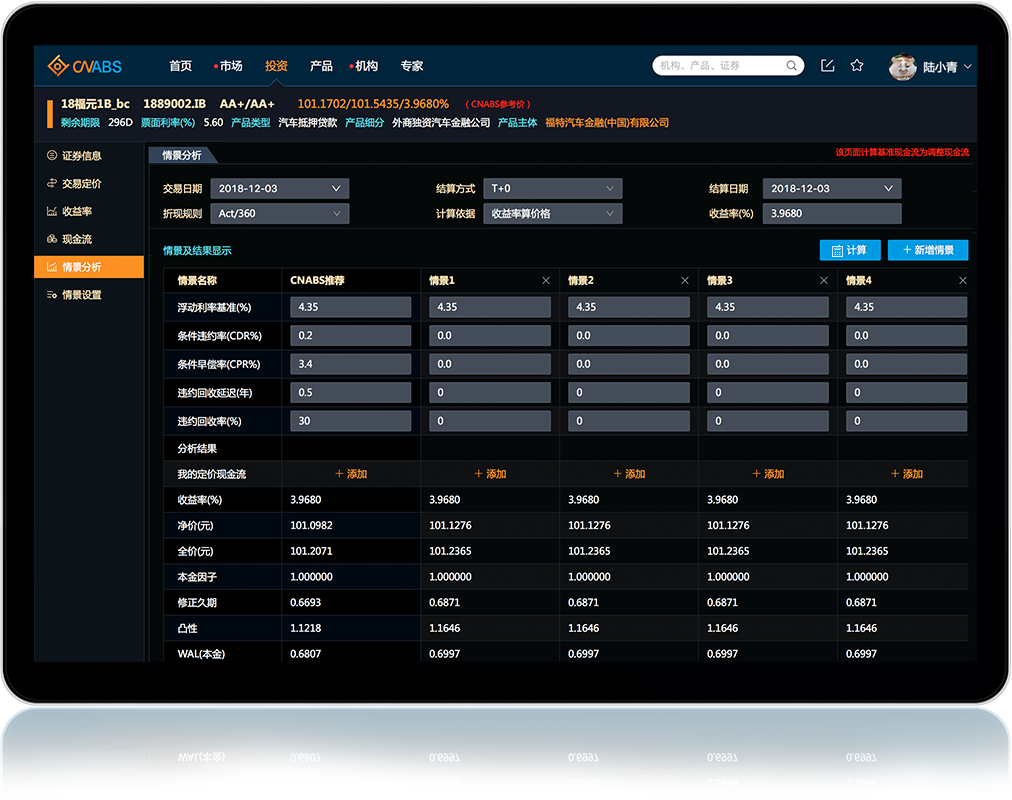 CNABS 首页 市场 投资 产品 机构 专家 机构、产品、证券 陆小青
18福元1B_bc 1889002.IB AA+/AA+ 101.1702/101.5435/3.9680% (CNABS参考价)
剩余期限 296D 票面利率(%) 5.60 产品类型 汽车抵押贷款 产品细分 外商独资汽车金融公司 产品主体 福特汽车金融(中国)有限公司
证券信息
交易定价
收益率
现金流
情景分析
情景设置
情景分析 该页面计算基准现金流为调整现金流
交易日期 2018-12-03 结算方式 T+0 结算日期 2018-12-03
折现规则 Act/360 计算依据 收益率算价格 收益率(%) 3.9680
情景及结果显示 计算 + 新增情景
情景名称 CNABS推荐 情景1 情景2 情景3 情景4
浮动利率基准(%) 4.35 4.35 4.35 4.35 4.35
条件违约率(CDR%) 0.2 0.0 0.0 0.0 0.0
条件早偿率(CPR%) 3.4 0.0 0.0 0.0 0.0
违约回收延迟(年) 0.5 0 0 0 0
违约回收率(%) 30 0 0 0 0
分析结果
我的定价现金流 + 添加 + 添加 + 添加 + 添加 + 添加
收益率(%) 3.9680 3.9680 3.9680 3.9680 3.9680
净价(元) 101.0982 101.1276 101.1276 101.1276 101.1276
全价(元) 101.2071 101.2365 101.2365 101.2365 101.2365
本金因子 1.000000 1.000000 1.000000 1.000000 1.000000
修正久期 0.6693 0.6871 0.6871 0.6871 0.6871
凸性 1.1218 1.1646 1.1646 1.1646 1.1646
WAL(本金) 0.6807 0.6997 0.6997 0.6997 0.6997